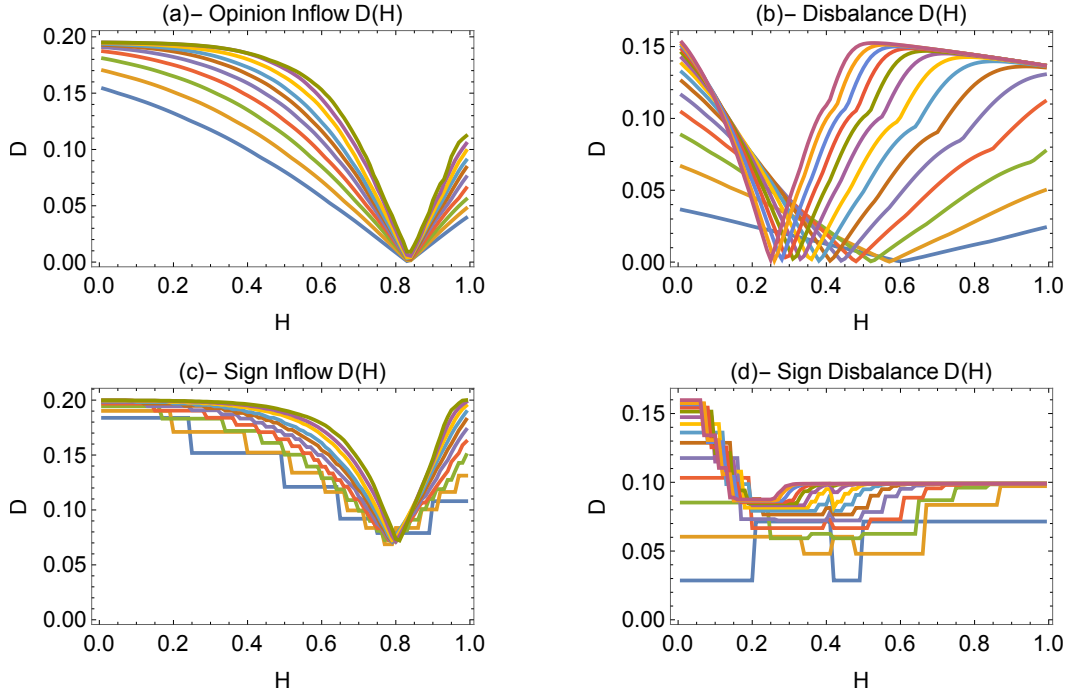 (a)− Opinion Inflow D(H)
(b)− Disbalance D(H)
0.20
0.15
0.10
0.05
0.00
D
0.0 0.2 0.4 0.6 0.8 1.0
H
0.15
0.10
0.05
0.00
D
0.0 0.2 0.4 0.6 0.8 1.0
H
(c)− Sign Inflow D(H)
(d)− Sign Disbalance D(H)
0.20
0.15
0.10
0.05
0.00
D
0.0 0.2 0.4 0.6 0.8 1.0
H
0.15
0.10
0.05
0.00
D
0.0 0.2 0.4 0.6 0.8 1.0
H